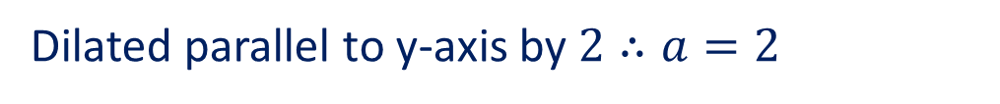 Dilated parallel to y-axis by 2 ∴ 𝑎 = 2